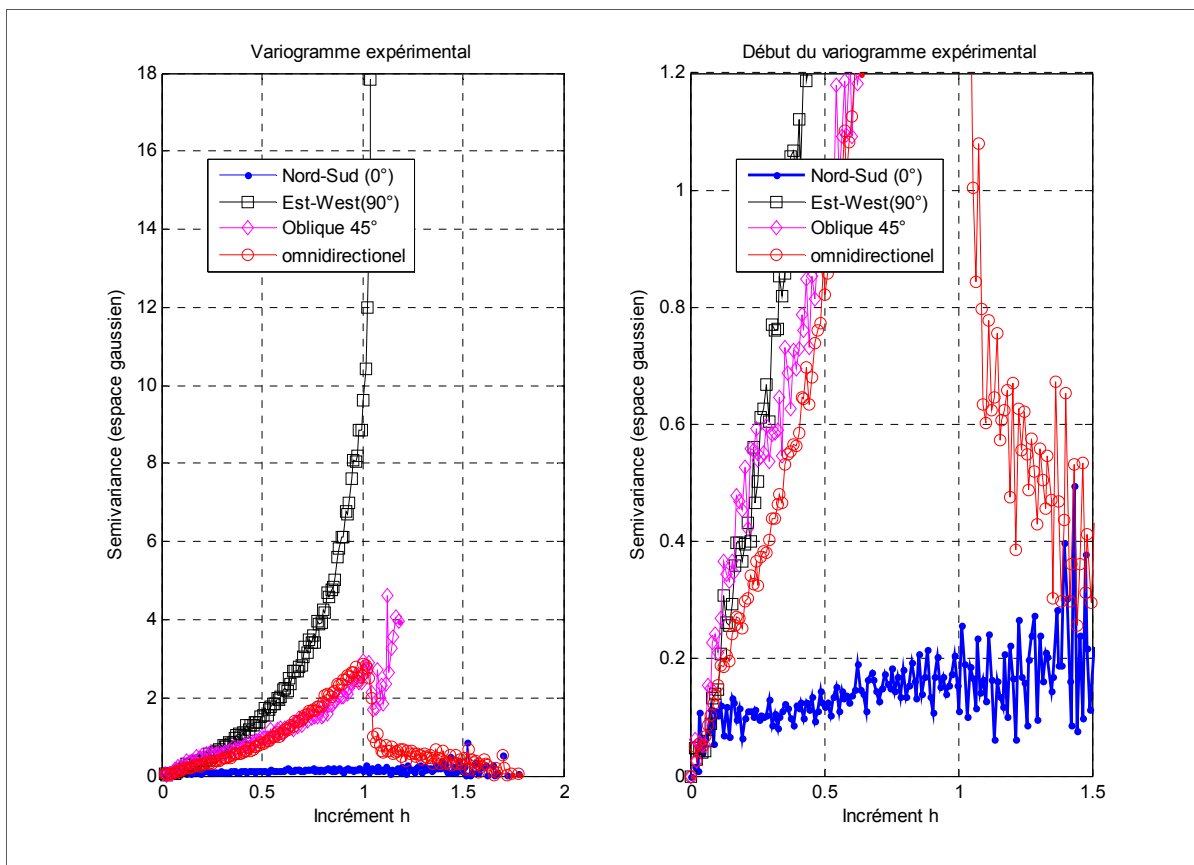 Variogramme expérimental
18
16
14
12
10
8
6
4
2
0
0
0.5
1
1.5
2
Semivariance (espace gaussien)
Incrément h
Nord-Sud (0°)
Est-West(90°)
Oblique 45°
omnidirectionel
Début du variogramme expérimental
1.2
1
0.8
0.6
0.4
0.2
0
0
0.5
1
1.5
Semivariance (espace gaussien)
Incrément h
Nord-Sud (0°)
Est-West(90°)
Oblique 45°
omnidirectionel